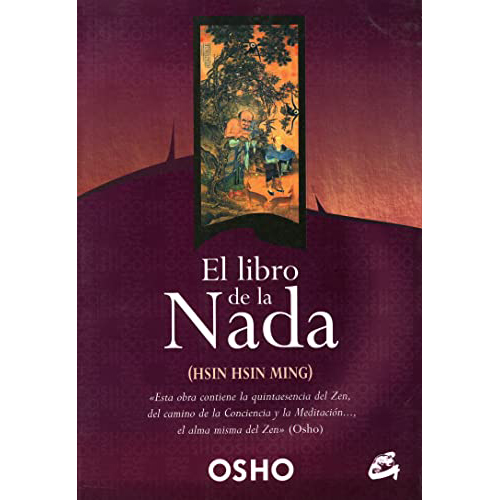 El libro
de la
Nada
(HSIN HSIN MING)
«Esta obra contiene la quintaesencia del Zen,
del camino de la Conciencia y la Meditación...,
el alma misma del Zen» (Osho)
OSHO